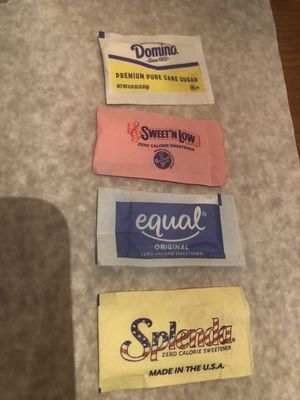 Domino
Since 1901
PREMIUM PURE CANE SUGAR
SWEET'N LOW
ZERO CALORIE SWEETENER
equal
ORIGINAL
ZERO CALORIE SWEETENER
Splenda
ZERO CALORIE SWEETENER
MADE IN THE U.S.A.